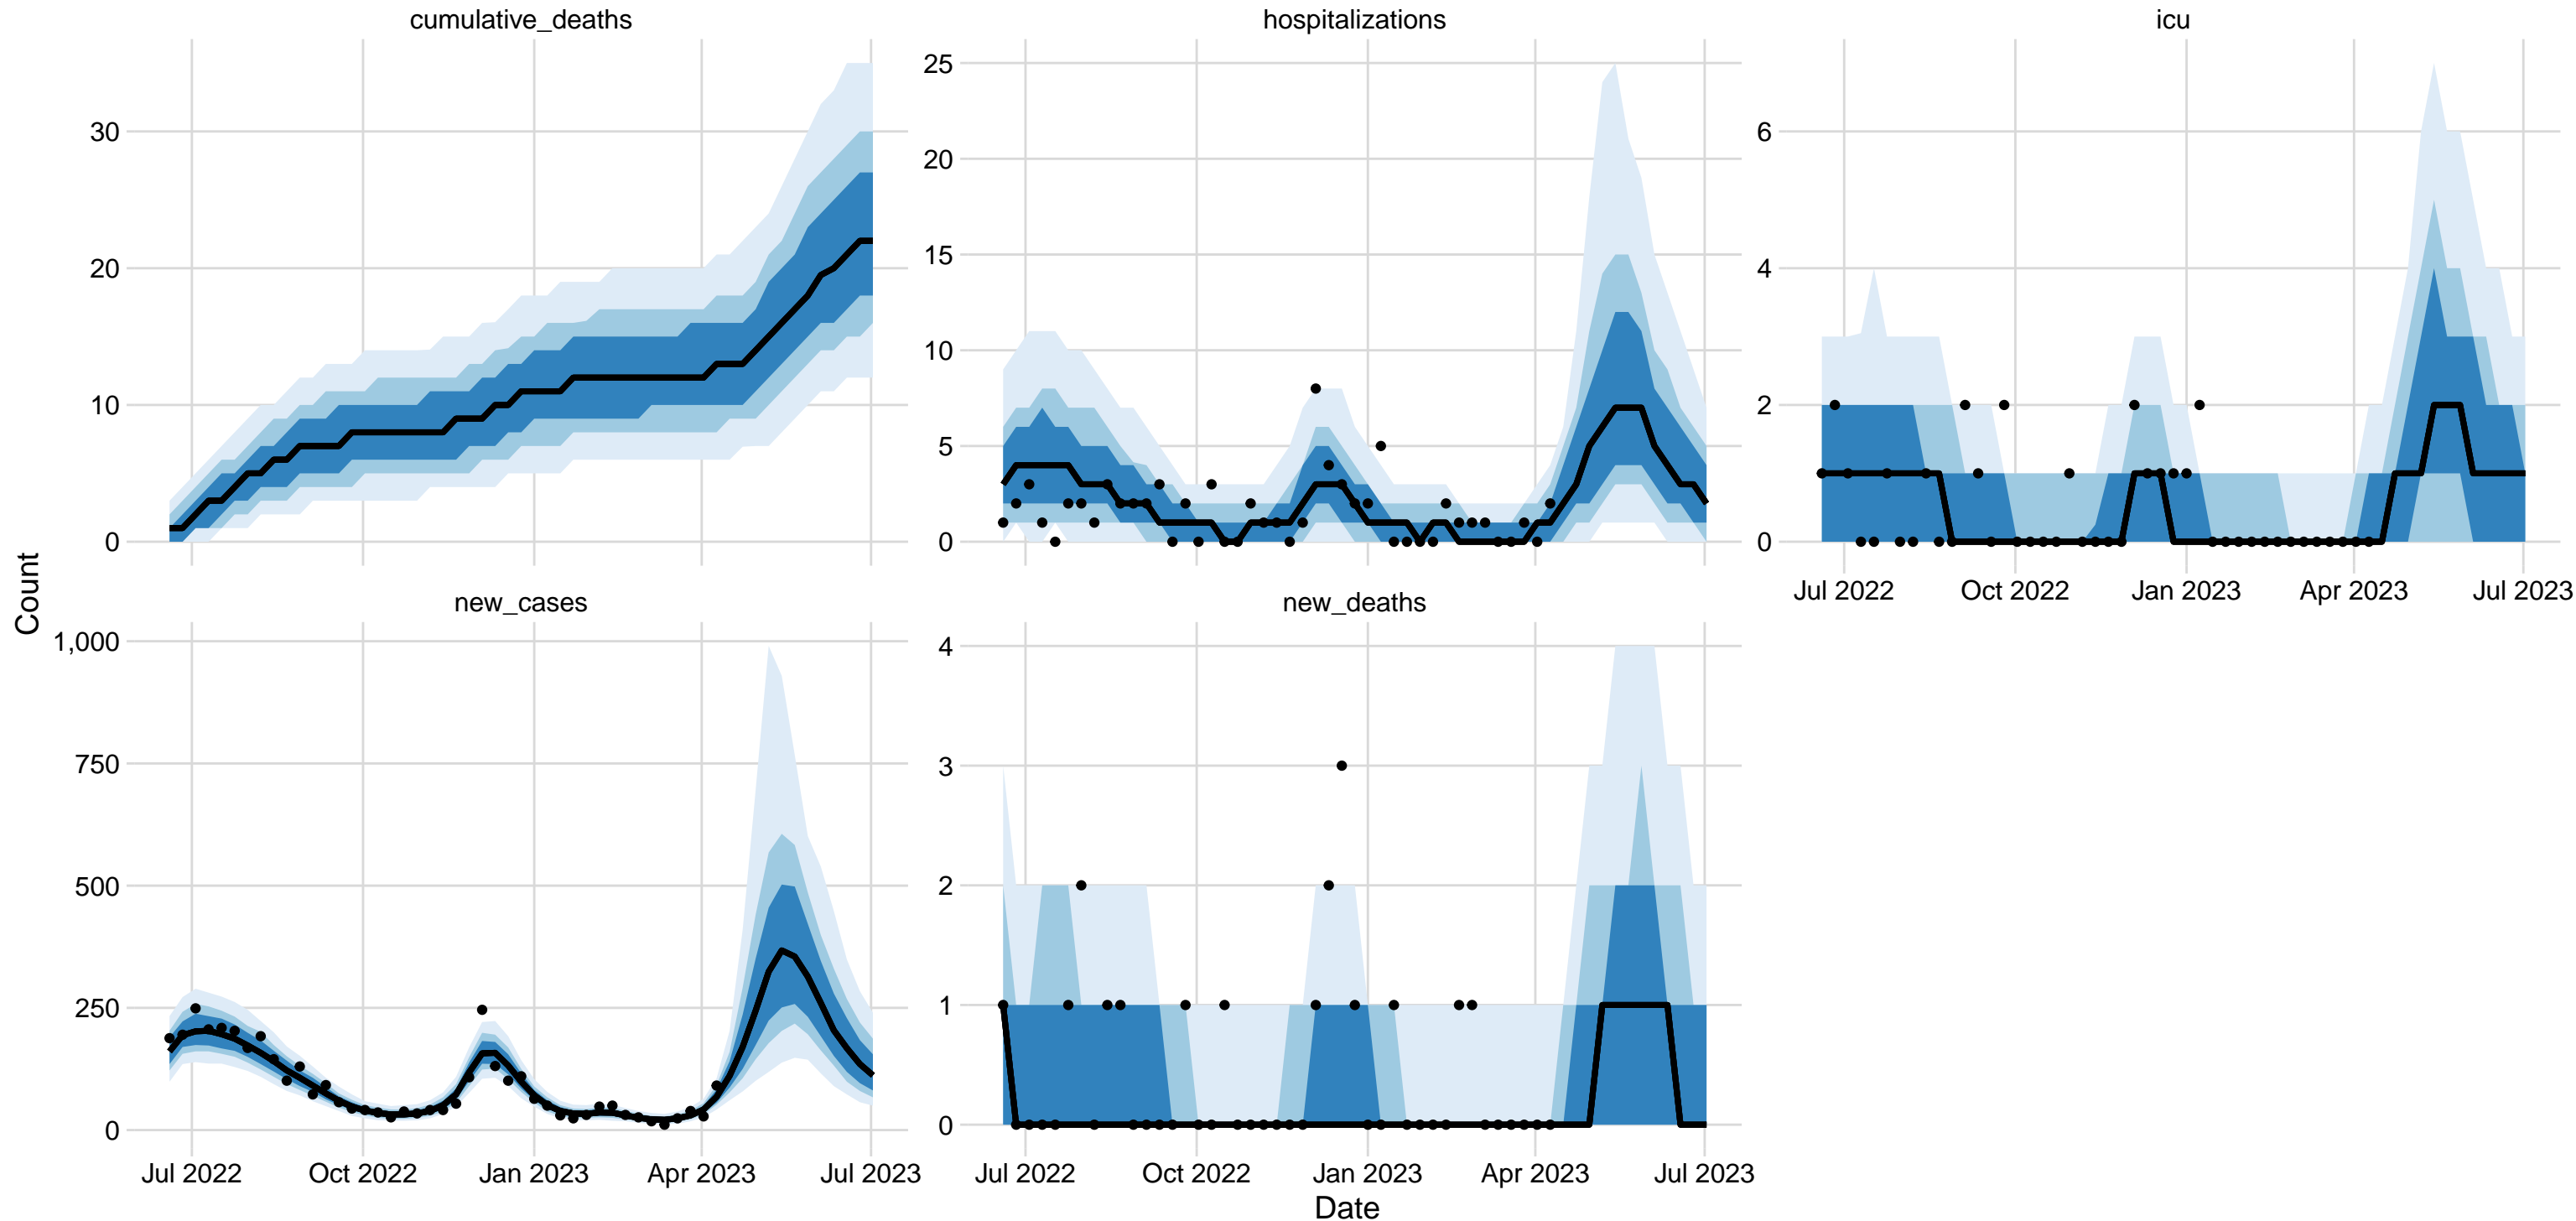 cumulative_deaths
hospitalizations
icu
30
20
10
0
25
20
15
10
5
0
6
4
2
0
Jul 2022 Oct 2022 Jan 2023 Apr 2023 Jul 2023
Count
new_cases
new_deaths
1,000
750
500
250
0
4
3
2
1
0
Jul 2022 Oct 2022 Jan 2023 Apr 2023 Jul 2023
Jul 2022 Oct 2022 Jan 2023 Apr 2023 Jul 2023
Date